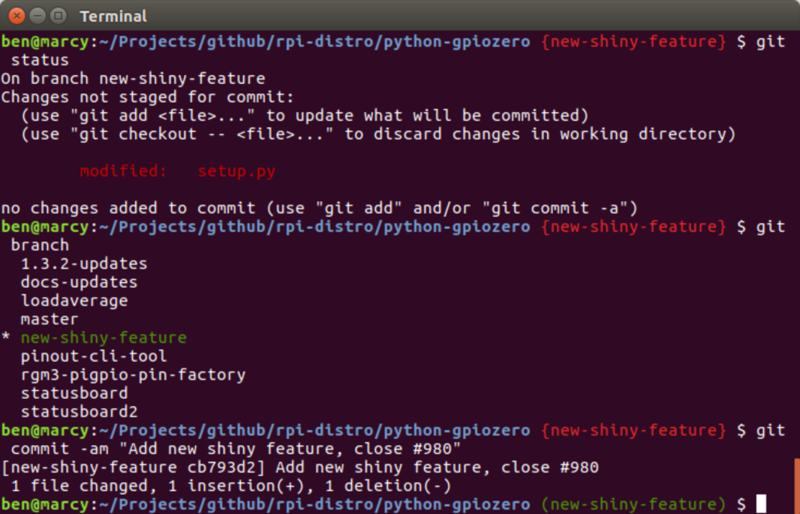 Terminal
ben@marcy:~/Projects/github/rpi-distro/python-gpiozero {new-shiny-feature} $ git
 status
On branch new-shiny-feature
Changes not staged for commit:
  (use "git add <file>..." to update what will be committed)
  (use "git checkout -- <file>..." to discard changes in working directory)
        modified:   setup.py
no changes added to commit (use "git add" and/or "git commit -a")
ben@marcy:~/Projects/github/rpi-distro/python-gpiozero {new-shiny-feature} $ git
 branch
  1.3.2-updates
  docs-updates
  loadaverage
  master
* new-shiny-feature
  pinout-cli-tool
  rgm3-pigpio-pin-factory
  statusboard
  statusboard2
ben@marcy:~/Projects/github/rpi-distro/python-gpiozero {new-shiny-feature} $ git
 commit -am "Add new shiny feature, close #980"
[new-shiny-feature cb793d2] Add new shiny feature, close #980
 1 file changed, 1 insertion(+), 1 deletion(-)
ben@marcy:~/Projects/github/rpi-distro/python-gpiozero (new-shiny-feature) $